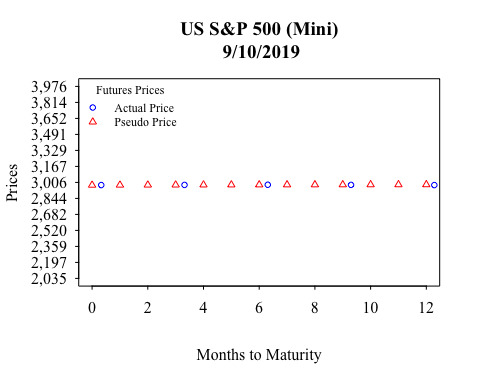 US S&P 500 (Mini)
9/10/2019
Futures Prices
Actual Price
Pseudo Price
Prices
3,976
3,814
3,652
3,491
3,329
3,167
3,006
2,844
2,682
2,520
2,359
2,197
2,035
0 2 4 6 8 10 12
Months to Maturity